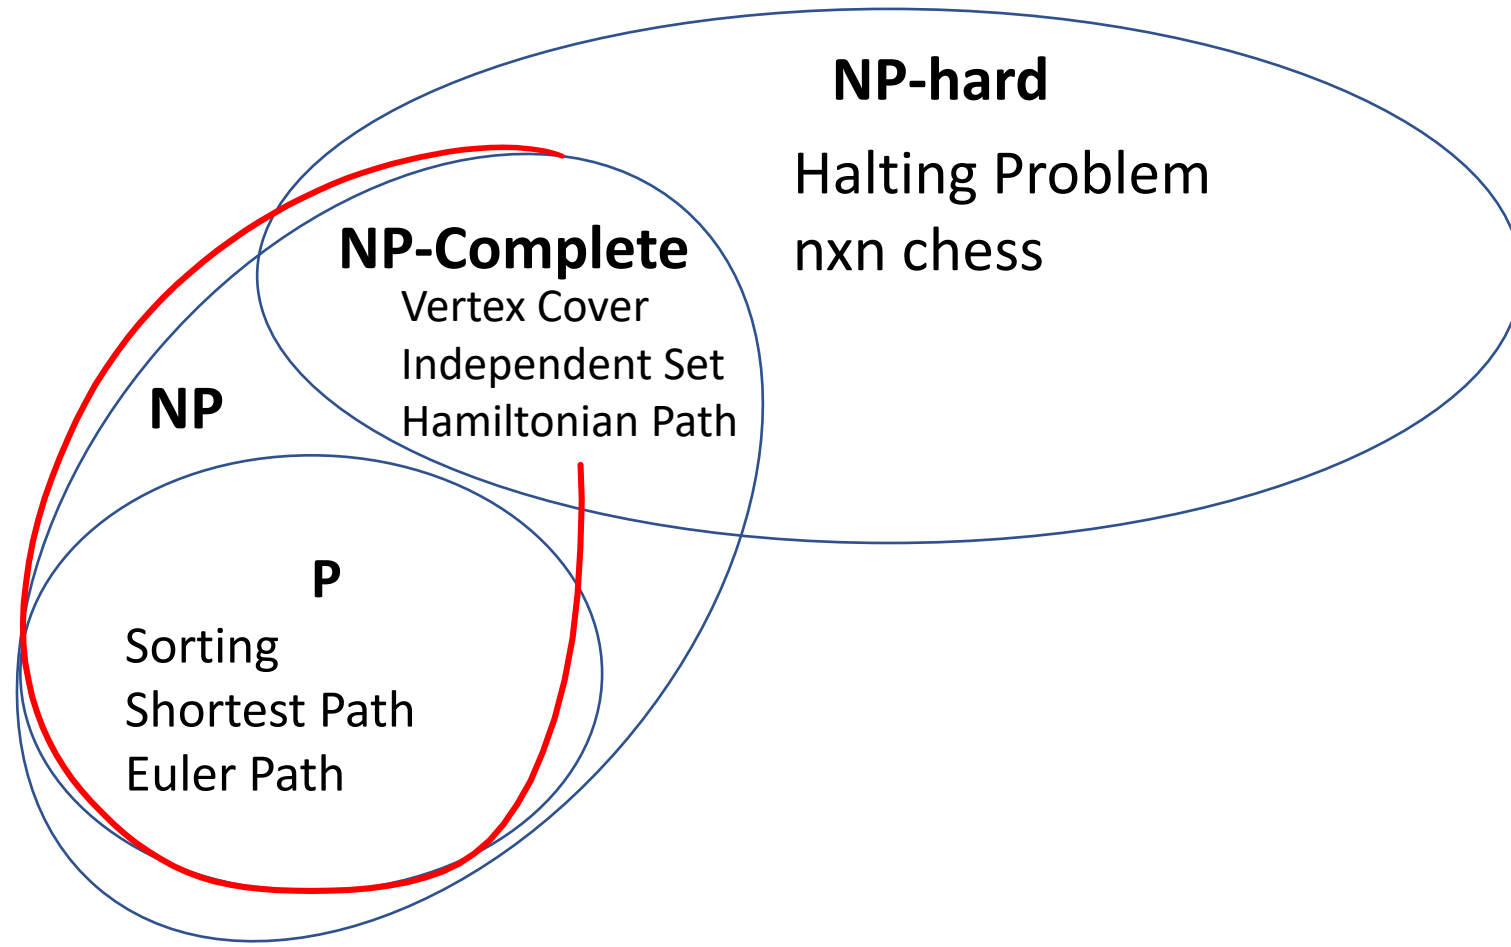 NP-hard
Halting Problem
nxn chess
NP-Complete
Vertex Cover
Independent Set
Hamiltonian Path
NP
P
Sorting
Shortest Path
Euler Path